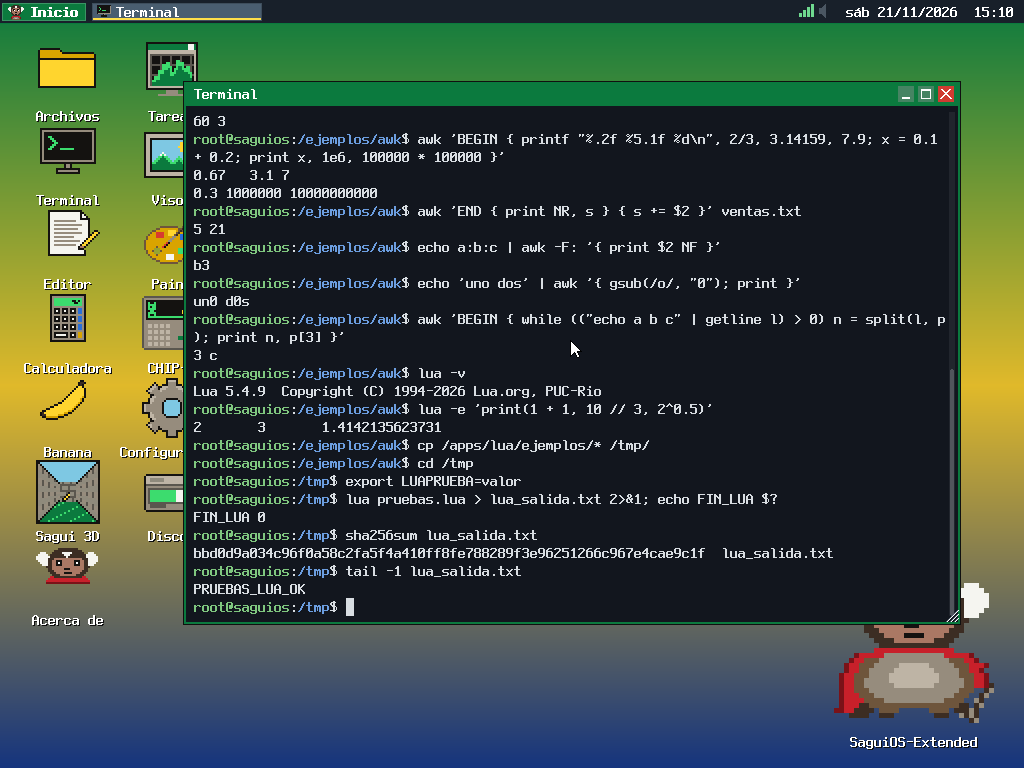 Inicio
Terminal
sáb 21/11/2026 15:10
Archivos
Terminal
Editor
Calculadora
CHIP-
Banana
Configur
Sagui 3D
Disco
Acerca de
Tarea
Viso
Pain
Terminal
60 3
root@saguios:/ejemplos/awk$ awk 'BEGIN { printf "%.2f %5.1f %d\n", 2/3, 3.14159, 7.9; x = 0.1
+ 0.2; print x, 1e6, 100000 * 100000 }'
0.67   3.1 7
0.3 1000000 10000000000
root@saguios:/ejemplos/awk$ awk 'END { print NR, s } { s += $2 }' ventas.txt
5 21
root@saguios:/ejemplos/awk$ echo a:b:c | awk -F: '{ print $2 NF }'
b3
root@saguios:/ejemplos/awk$ echo 'uno dos' | awk '{ gsub(/o/, "0"); print }'
un0 d0s
root@saguios:/ejemplos/awk$ awk 'BEGIN { while (("echo a b c" | getline l) > 0) n = split(l, p
); print n, p[3] }'
3 c
root@saguios:/ejemplos/awk$ lua -v
Lua 5.4.9  Copyright (C) 1994-2026 Lua.org, PUC-Rio
root@saguios:/ejemplos/awk$ lua -e 'print(1 + 1, 10 // 3, 2^0.5)'
2       3       1.4142135623731
root@saguios:/ejemplos/awk$ cp /apps/lua/ejemplos/* /tmp/
root@saguios:/ejemplos/awk$ cd /tmp
root@saguios:/tmp$ export LUAPRUEBA=valor
root@saguios:/tmp$ lua pruebas.lua > lua_salida.txt 2>&1; echo FIN_LUA $?
FIN_LUA 0
root@saguios:/tmp$ sha256sum lua_salida.txt
bbd0d9a034c96f0a58c2fa5f4a410ff8fe788289f3e96251266c967e4cae9c1f  lua_salida.txt
root@saguios:/tmp$ tail -1 lua_salida.txt
PRUEBAS_LUA_OK
root@saguios:/tmp$
SaguiOS-Extended